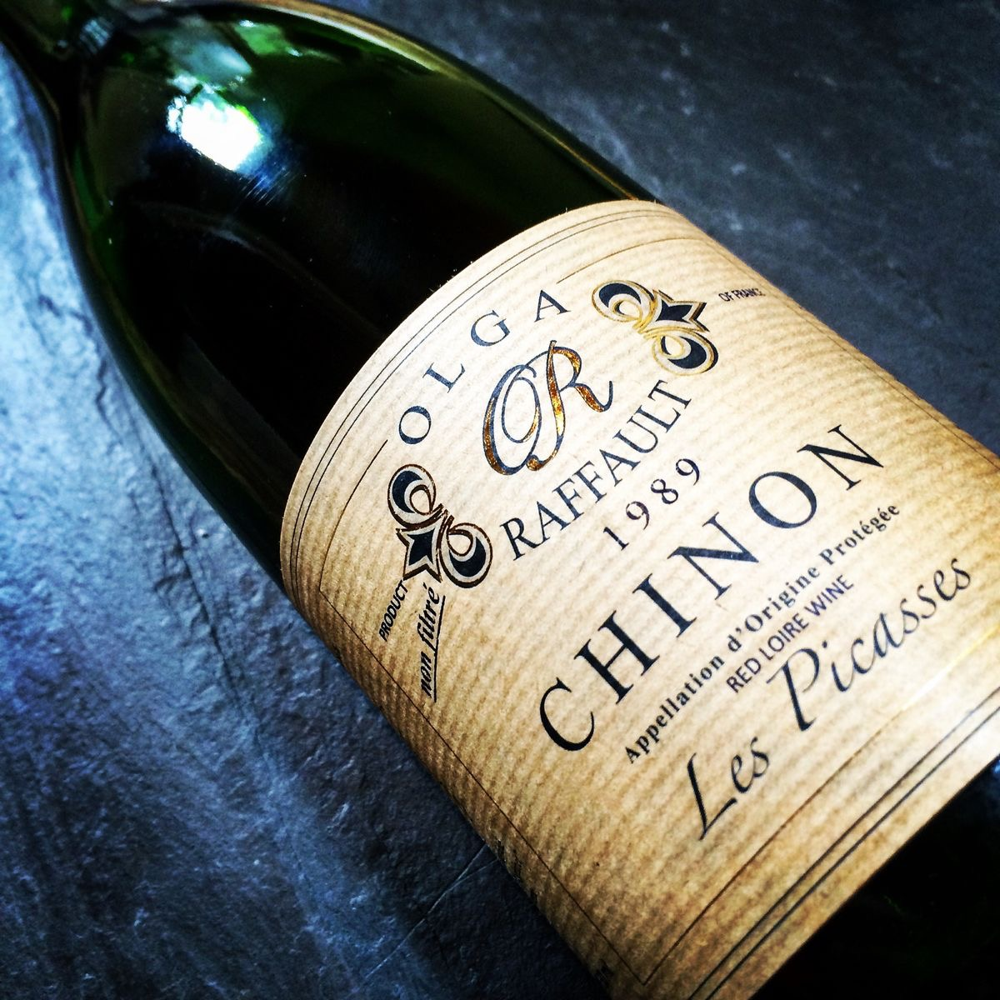 OLGA
OR
RAFFAULT
1989
PRODUCT OF FRANCE
non filtré
CHINON
Appellation d'Origine Protégée
RED LOIRE WINE
Les Picasses